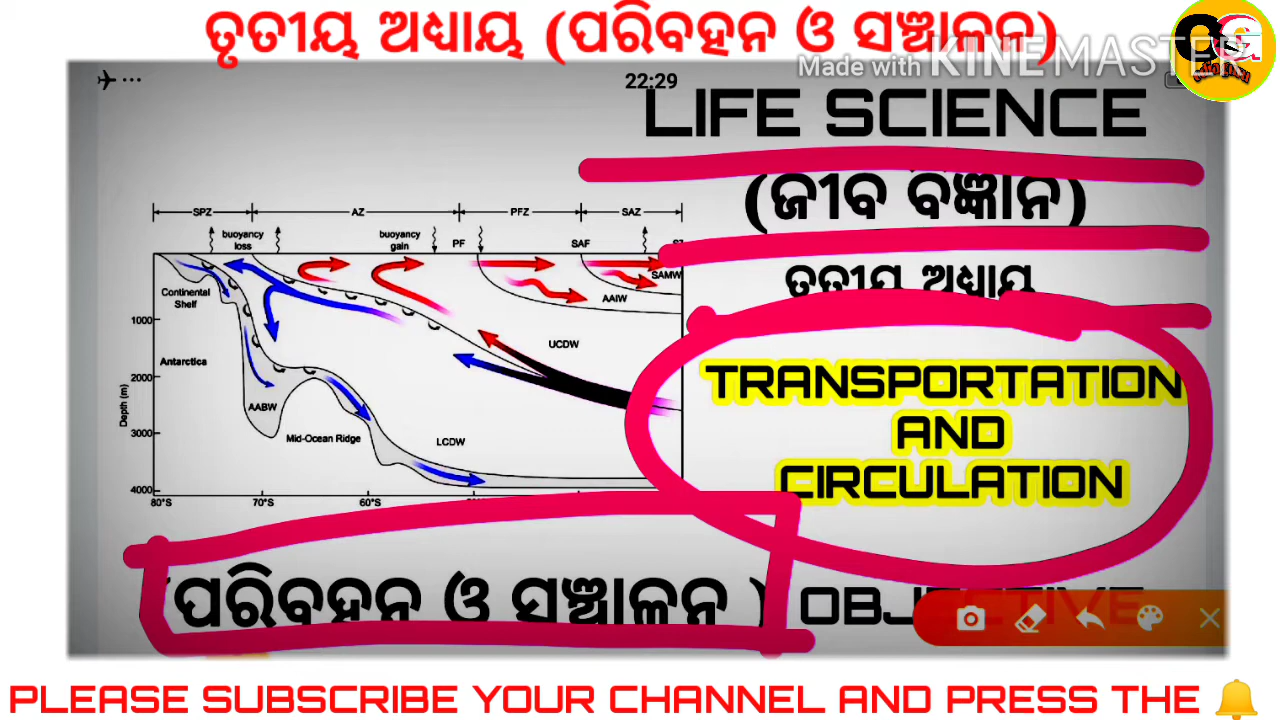 ତୃତୀୟ ଅଧ୍ୟାୟ (ପରିବହନ ଓ ସଞ୍ଚାଳନ)
Made with KINEMASTER
22:29
LIFE SCIENCE
(ଜୀବ ବିଜ୍ଞାନ)
ତୃତୀୟ ଅଧ୍ୟାୟ
TRANSPORTATION
AND
CIRCULATION
SPZ AZ PFZ SAZ
buoyancy loss
buoyancy gain
PF SAF
SAMW
Continental Shelf
AAIW
1000
UCDW
Antarctica
2000
Depth (m)
AABW
3000
Mid-Ocean Ridge
LCDW
4000
80°S 70°S 60°S
(ପରିବହନ ଓ ସଞ୍ଚାଳନ )
OBJECTIVE
PLEASE SUBSCRIBE YOUR CHANNEL AND PRESS THE